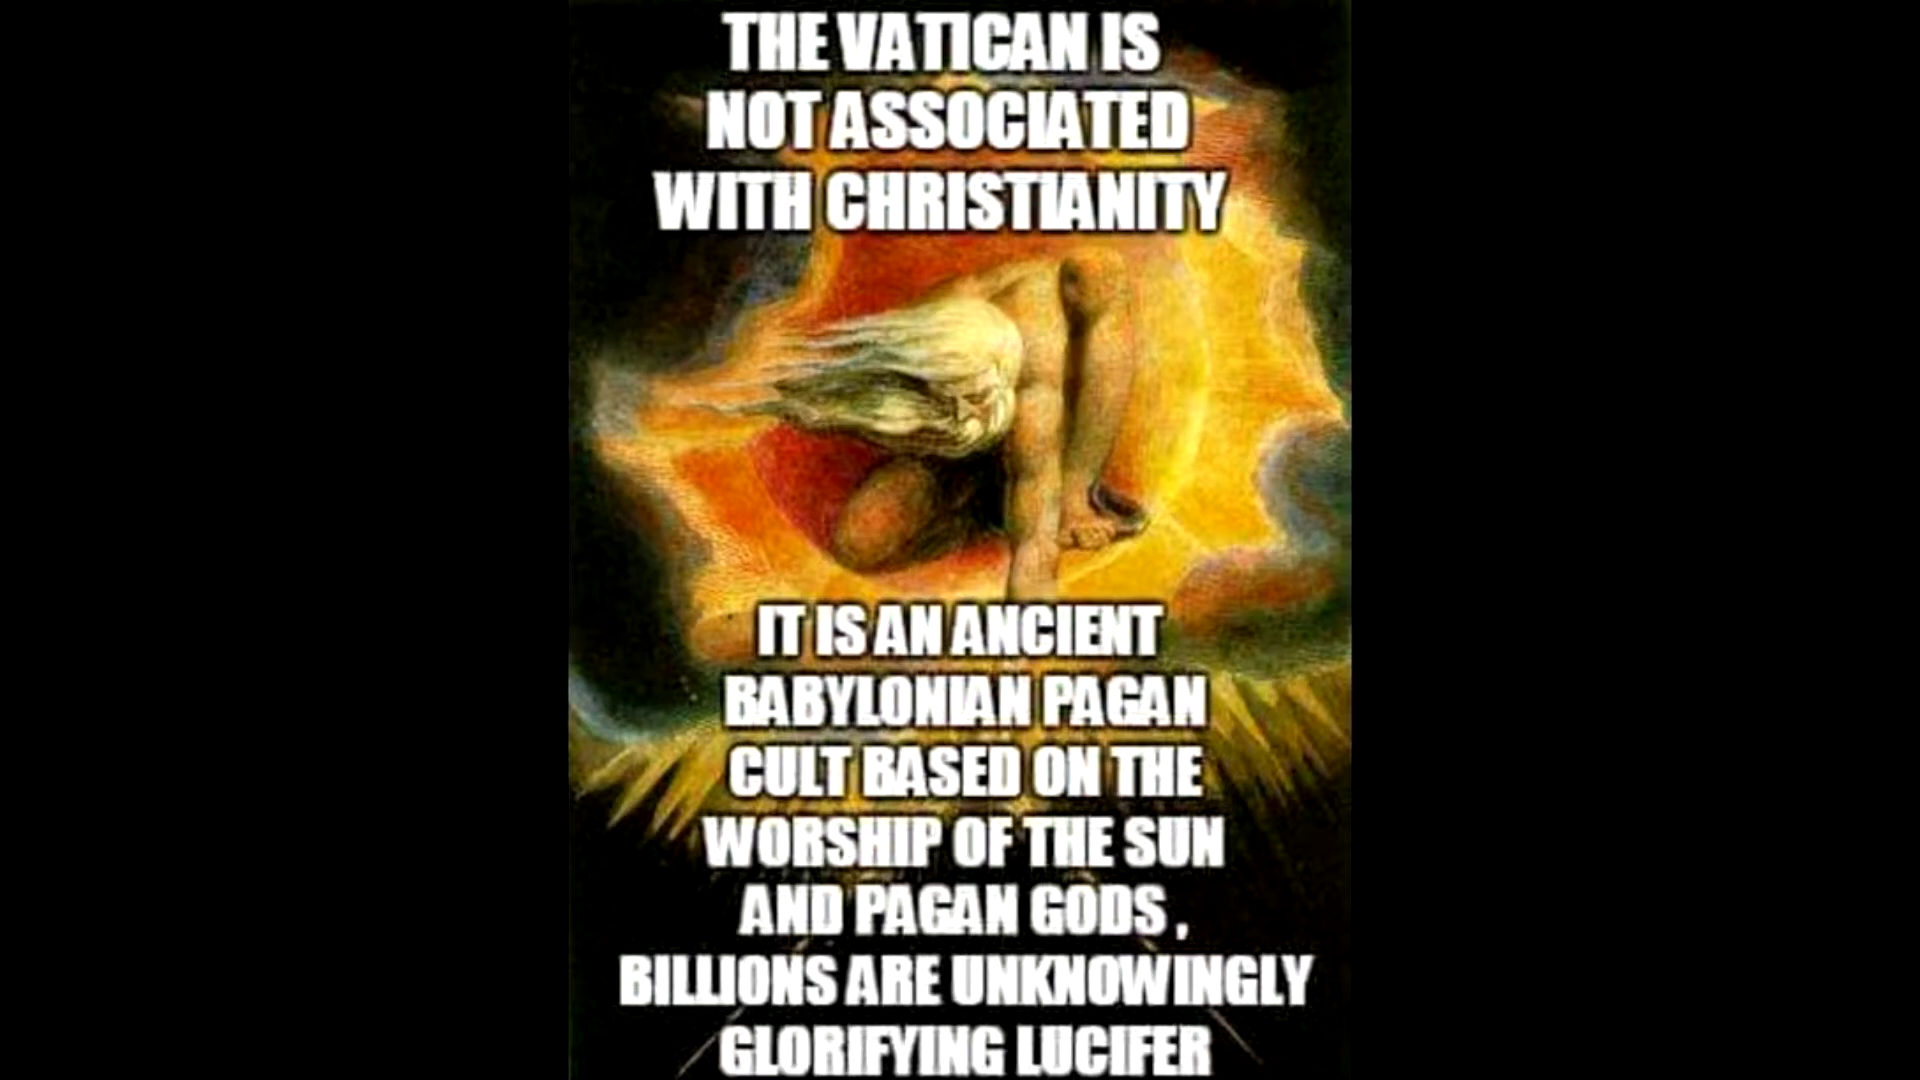 THE VATICAN IS
NOT ASSOCIATED
WITH CHRISTIANITY
IT IS AN ANCIENT
BABYLONIAN PAGAN
CULT BASED ON THE
WORSHIP OF THE SUN
AND PAGAN GODS ,
BILLIONS ARE UNKNOWINGLY
GLORIFYING LUCIFER